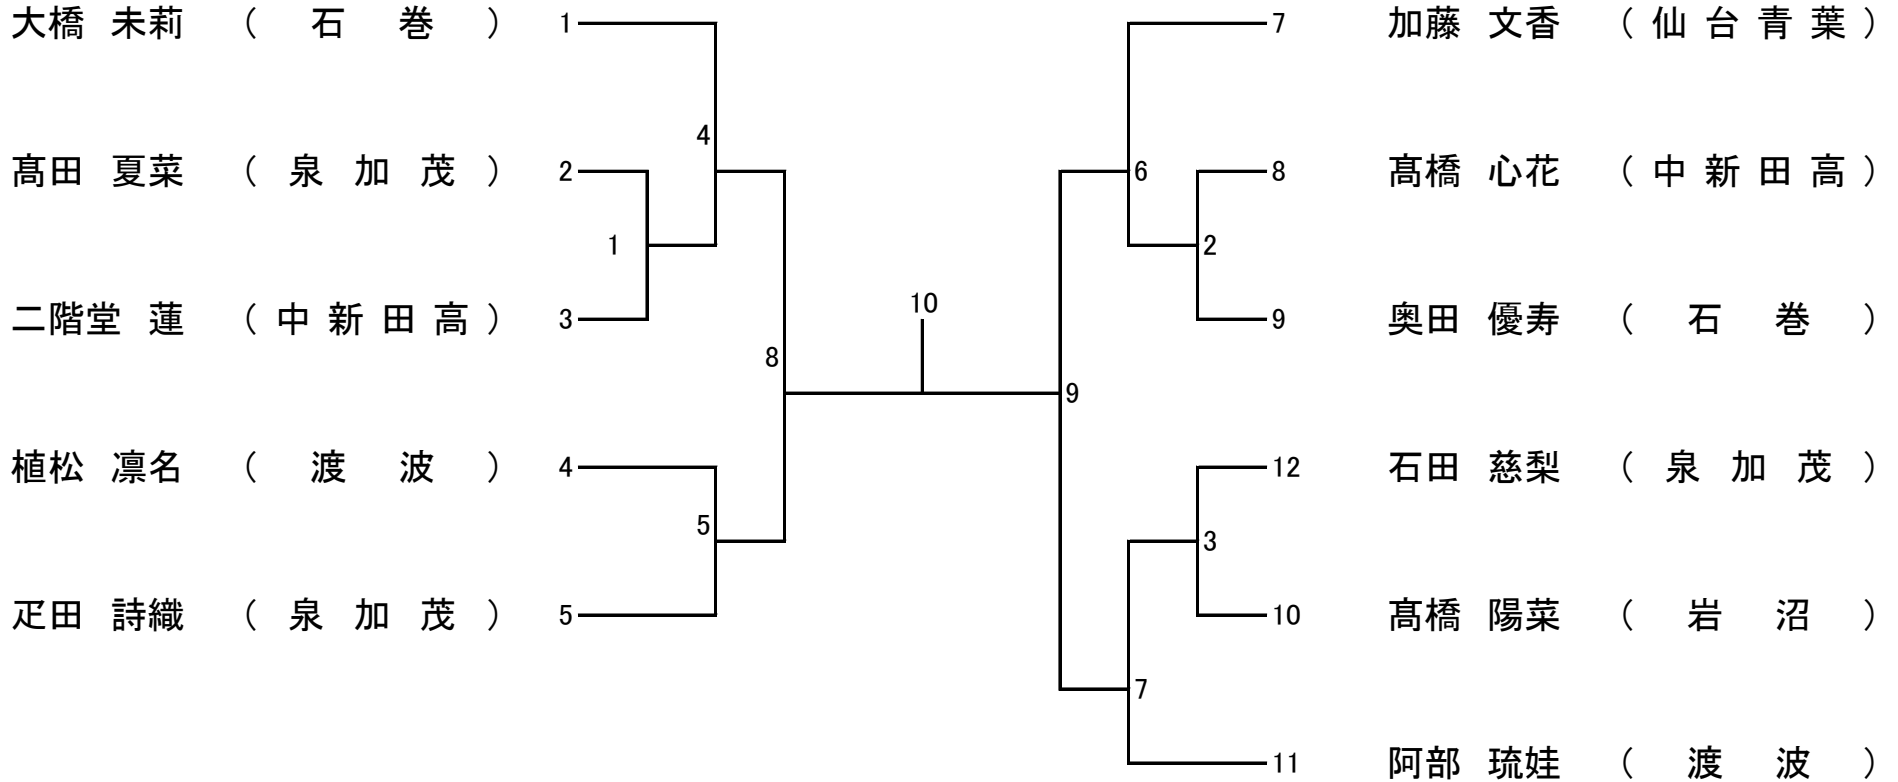 大橋 未莉 ( 石 巻 ) 1 7 加藤 文香 ( 仙 台 青 葉 )
4
髙田 夏菜 ( 泉 加 茂 ) 2 6 8 髙橋 心花 ( 中 新 田 高 )
1 2
10
二階堂 蓮 ( 中 新 田 高 ) 3 9 奥田 優寿 ( 石 巻 )
8
9
植松 凛名 ( 渡 波 ) 4 12 石田 慈梨 ( 泉 加 茂 )
5 3
疋田 詩織 ( 泉 加 茂 ) 5 10 髙橋 陽菜 ( 岩 沼 )
7
11 阿部 琉娃 ( 渡 波 )